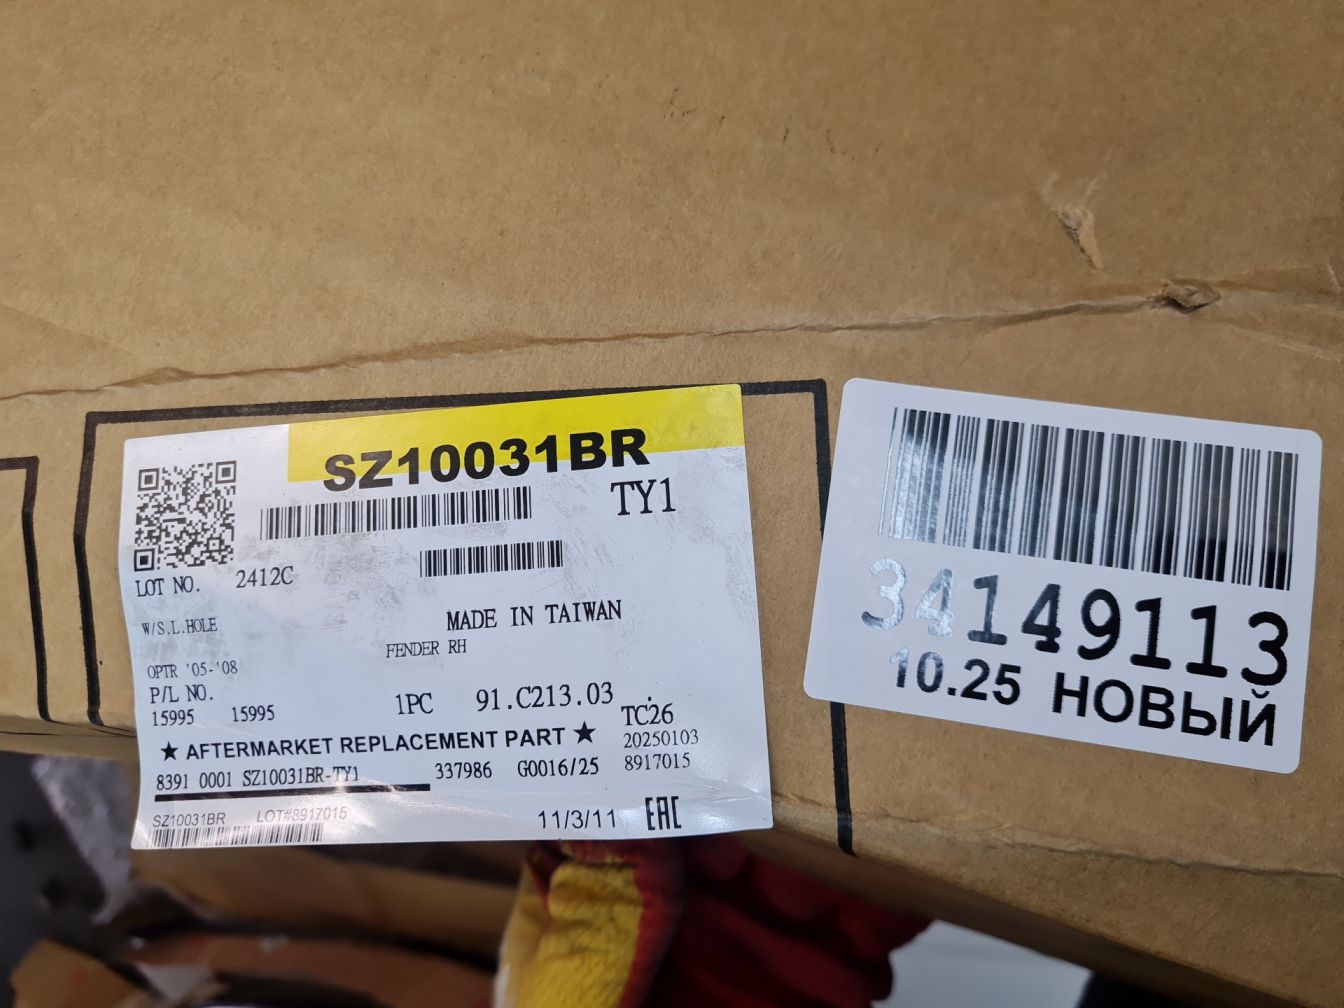 SZ10031BR
TY1
LOT NO. 2412C
W/S.L.HOLE
MADE IN TAIWAN
FENDER RH
OPTR '05-'08
P/L NO.
15995 15995
1PC 91.C213.03
TC26
★ AFTERMARKET REPLACEMENT PART ★
20250103
8391 0001 SZ10031BR-TY1 337986 G0016/25 8917015
SZ10031BR LOT#8917015
11/3/11 EAC
34149113
10.25 НОВЫЙ